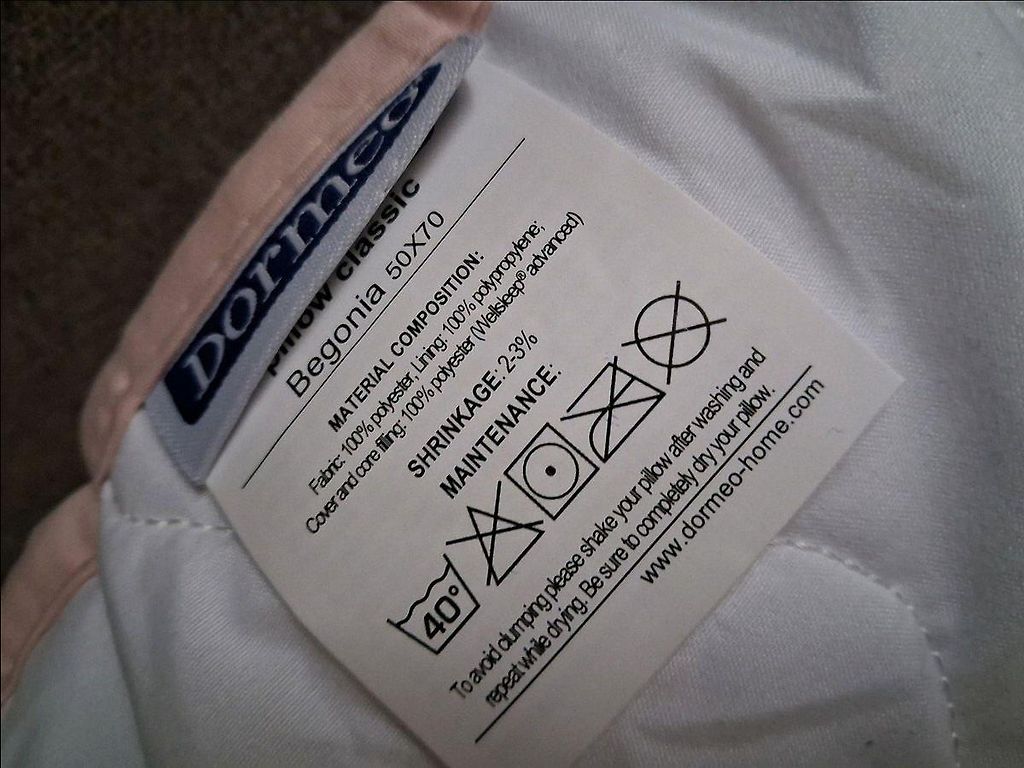 Dormeo
pillow classic
Begonia 50X70
MATERIAL COMPOSITION:
Fabric: 100% polyester, Lining: 100% polypropylene;
Cover and core filling: 100% polyester (Wellsleep® advanced)
SHRINKAGE: 2-3%
MAINTENANCE:
40°
To avoid clumping please shake your pillow after washing and
repeat while drying. Be sure to completely dry your pillow.
www.dormeo-home.com